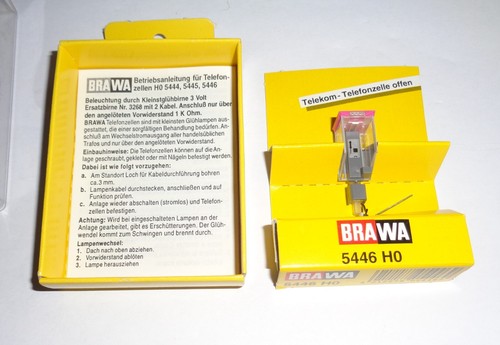 BRAWA Betriebsanleitung für Telefon-
zellen H0 5444, 5445, 5446
Beleuchtung durch Kleinstglühbirne 3 Volt
Ersatzbirne Nr. 3268 mit 2 Kabel. Anschluß nur über
den angelöteten Vorwiderstand 1 K Ohm.
BRAWA Telefonzellen sind mit kleinsten Glühlampen aus-
gestattet, die einer sorgfältigen Behandlung bedürfen. An-
schluß am Wechselstromausgang aller handelsüblichen
Trafos und nur über den angelöteten Vorwiderstand.
Einbauhinweise: Die Telefonzellen können auf die An-
lage geschraubt, geklebt oder mit Nägeln befestigt werden.
Dabei ist wie folgt vorzugehen:
a. Am Standort Loch für Kabeldurchführung bohren
ca. 3 mm.
b. Lampenkabel durchstecken, anschließen und auf
Funktion prüfen.
c. Anlage wieder abschalten (stromlos) und Telefon-
zellen befestigen.
Achtung: Wird bei eingeschalteten Lampen an der
Anlage gearbeitet, gibt es Erschütterungen. Der Glüh-
wendel kommt zum Schwingen und brennt durch.
Lampenwechsel:
1. Dach nach oben abziehen.
2. Vorwiderstand ablöten
3. Lampe herausziehen
Telekom - Telefonzelle offen
BRAWA
5446 H0
BRAWA
5446 H0